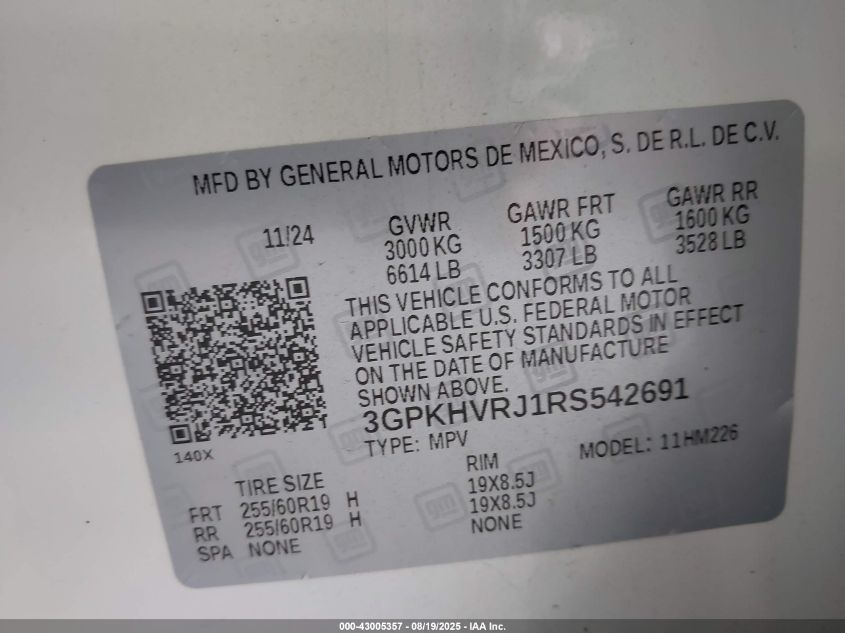 MFD BY GENERAL MOTORS DE MEXICO, S. DE R.L. DE C.V.
11/24
GVWR
3000 KG
6614 LB
GAWR FRT
1500 KG
3307 LB
GAWR RR
1600 KG
3528 LB
THIS VEHICLE CONFORMS TO ALL
APPLICABLE U.S. FEDERAL MOTOR
VEHICLE SAFETY STANDARDS IN EFFECT
ON THE DATE OF MANUFACTURE
SHOWN ABOVE.
3GPKHVRJ1RS542691
140X
TYPE: MPV
MODEL: 11HM226
TIRE SIZE
RIM
FRT 255/60R19 H 19X8.5J
RR 255/60R19 H 19X8.5J
SPA NONE NONE
000-43005357 - 08/19/2025 - IAA Inc.